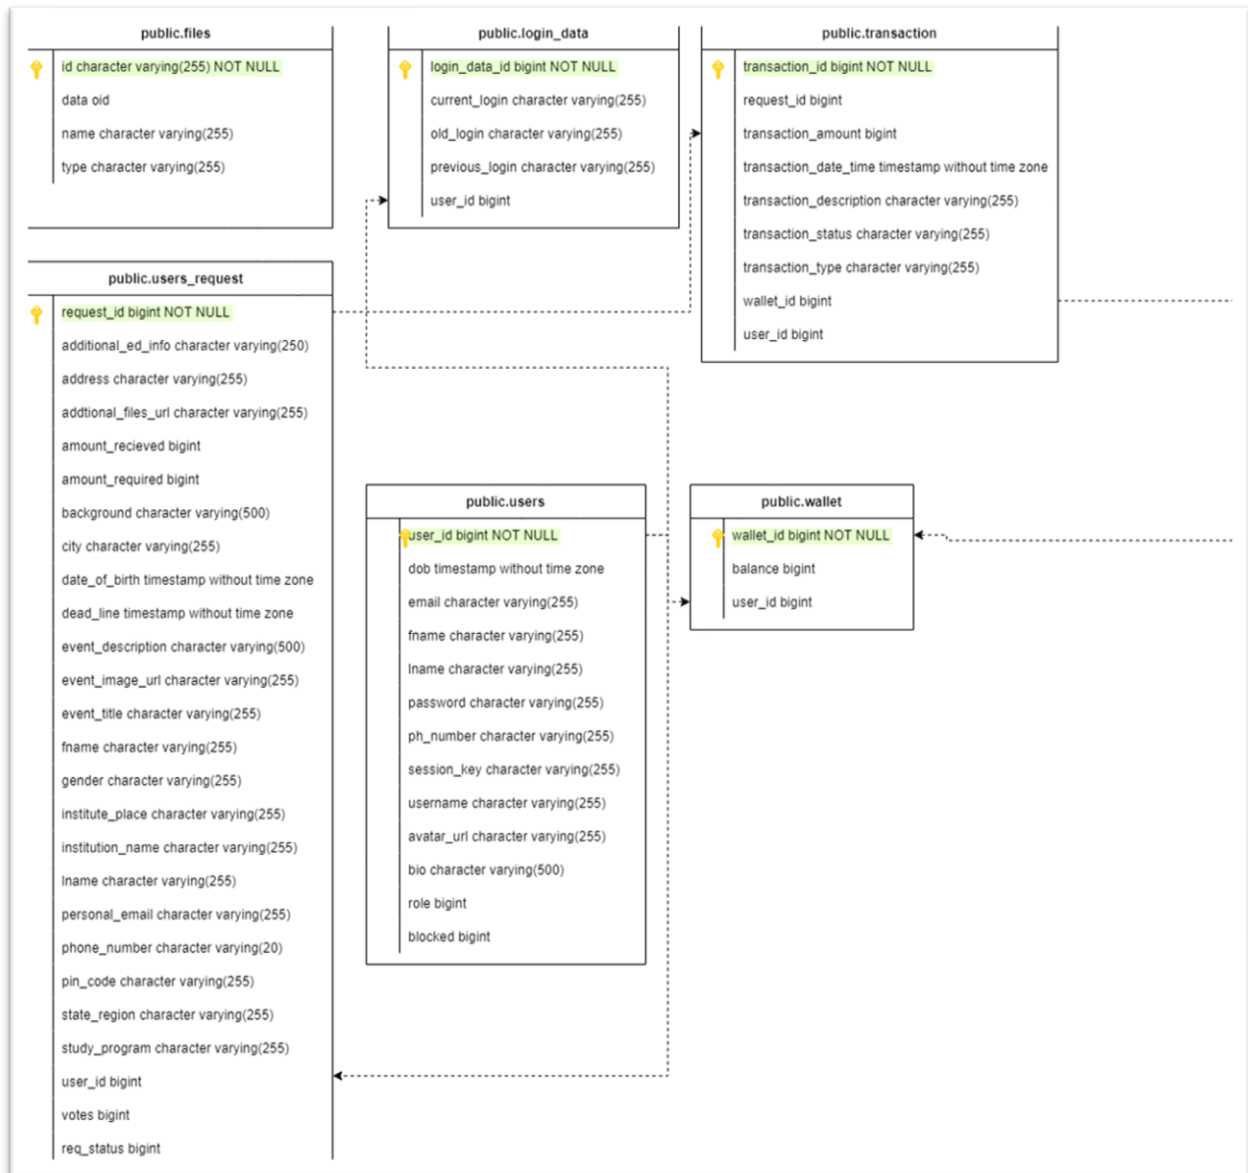 public.files
id character varying(255) NOT NULL
data oid
name character varying(255)
type character varying(255)
public.login_data
login_data_id bigint NOT NULL
current_login character varying(255)
old_login character varying(255)
previous_login character varying(255)
user_id bigint
public.transaction
transaction_id bigint NOT NULL
request_id bigint
transaction_amount bigint
transaction_date_time timestamp without time zone
transaction_description character varying(255)
transaction_status character varying(255)
transaction_type character varying(255)
wallet_id bigint
user_id bigint
public.users_request
request_id bigint NOT NULL
additional_ed_info character varying(250)
address character varying(255)
addtional_files_url character varying(255)
amount_recieved bigint
amount_required bigint
background character varying(500)
city character varying(255)
date_of_birth timestamp without time zone
dead_line timestamp without time zone
event_description character varying(500)
event_image_url character varying(255)
event_title character varying(255)
fname character varying(255)
gender character varying(255)
institute_place character varying(255)
institution_name character varying(255)
lname character varying(255)
personal_email character varying(255)
phone_number character varying(20)
pin_code character varying(255)
state_region character varying(255)
study_program character varying(255)
user_id bigint
votes bigint
req_status bigint
public.users
user_id bigint NOT NULL
dob timestamp without time zone
email character varying(255)
fname character varying(255)
lname character varying(255)
password character varying(255)
ph_number character varying(255)
session_key character varying(255)
username character varying(255)
avatar_url character varying(255)
bio character varying(500)
role bigint
blocked bigint
public.wallet
wallet_id bigint NOT NULL
balance bigint
user_id bigint